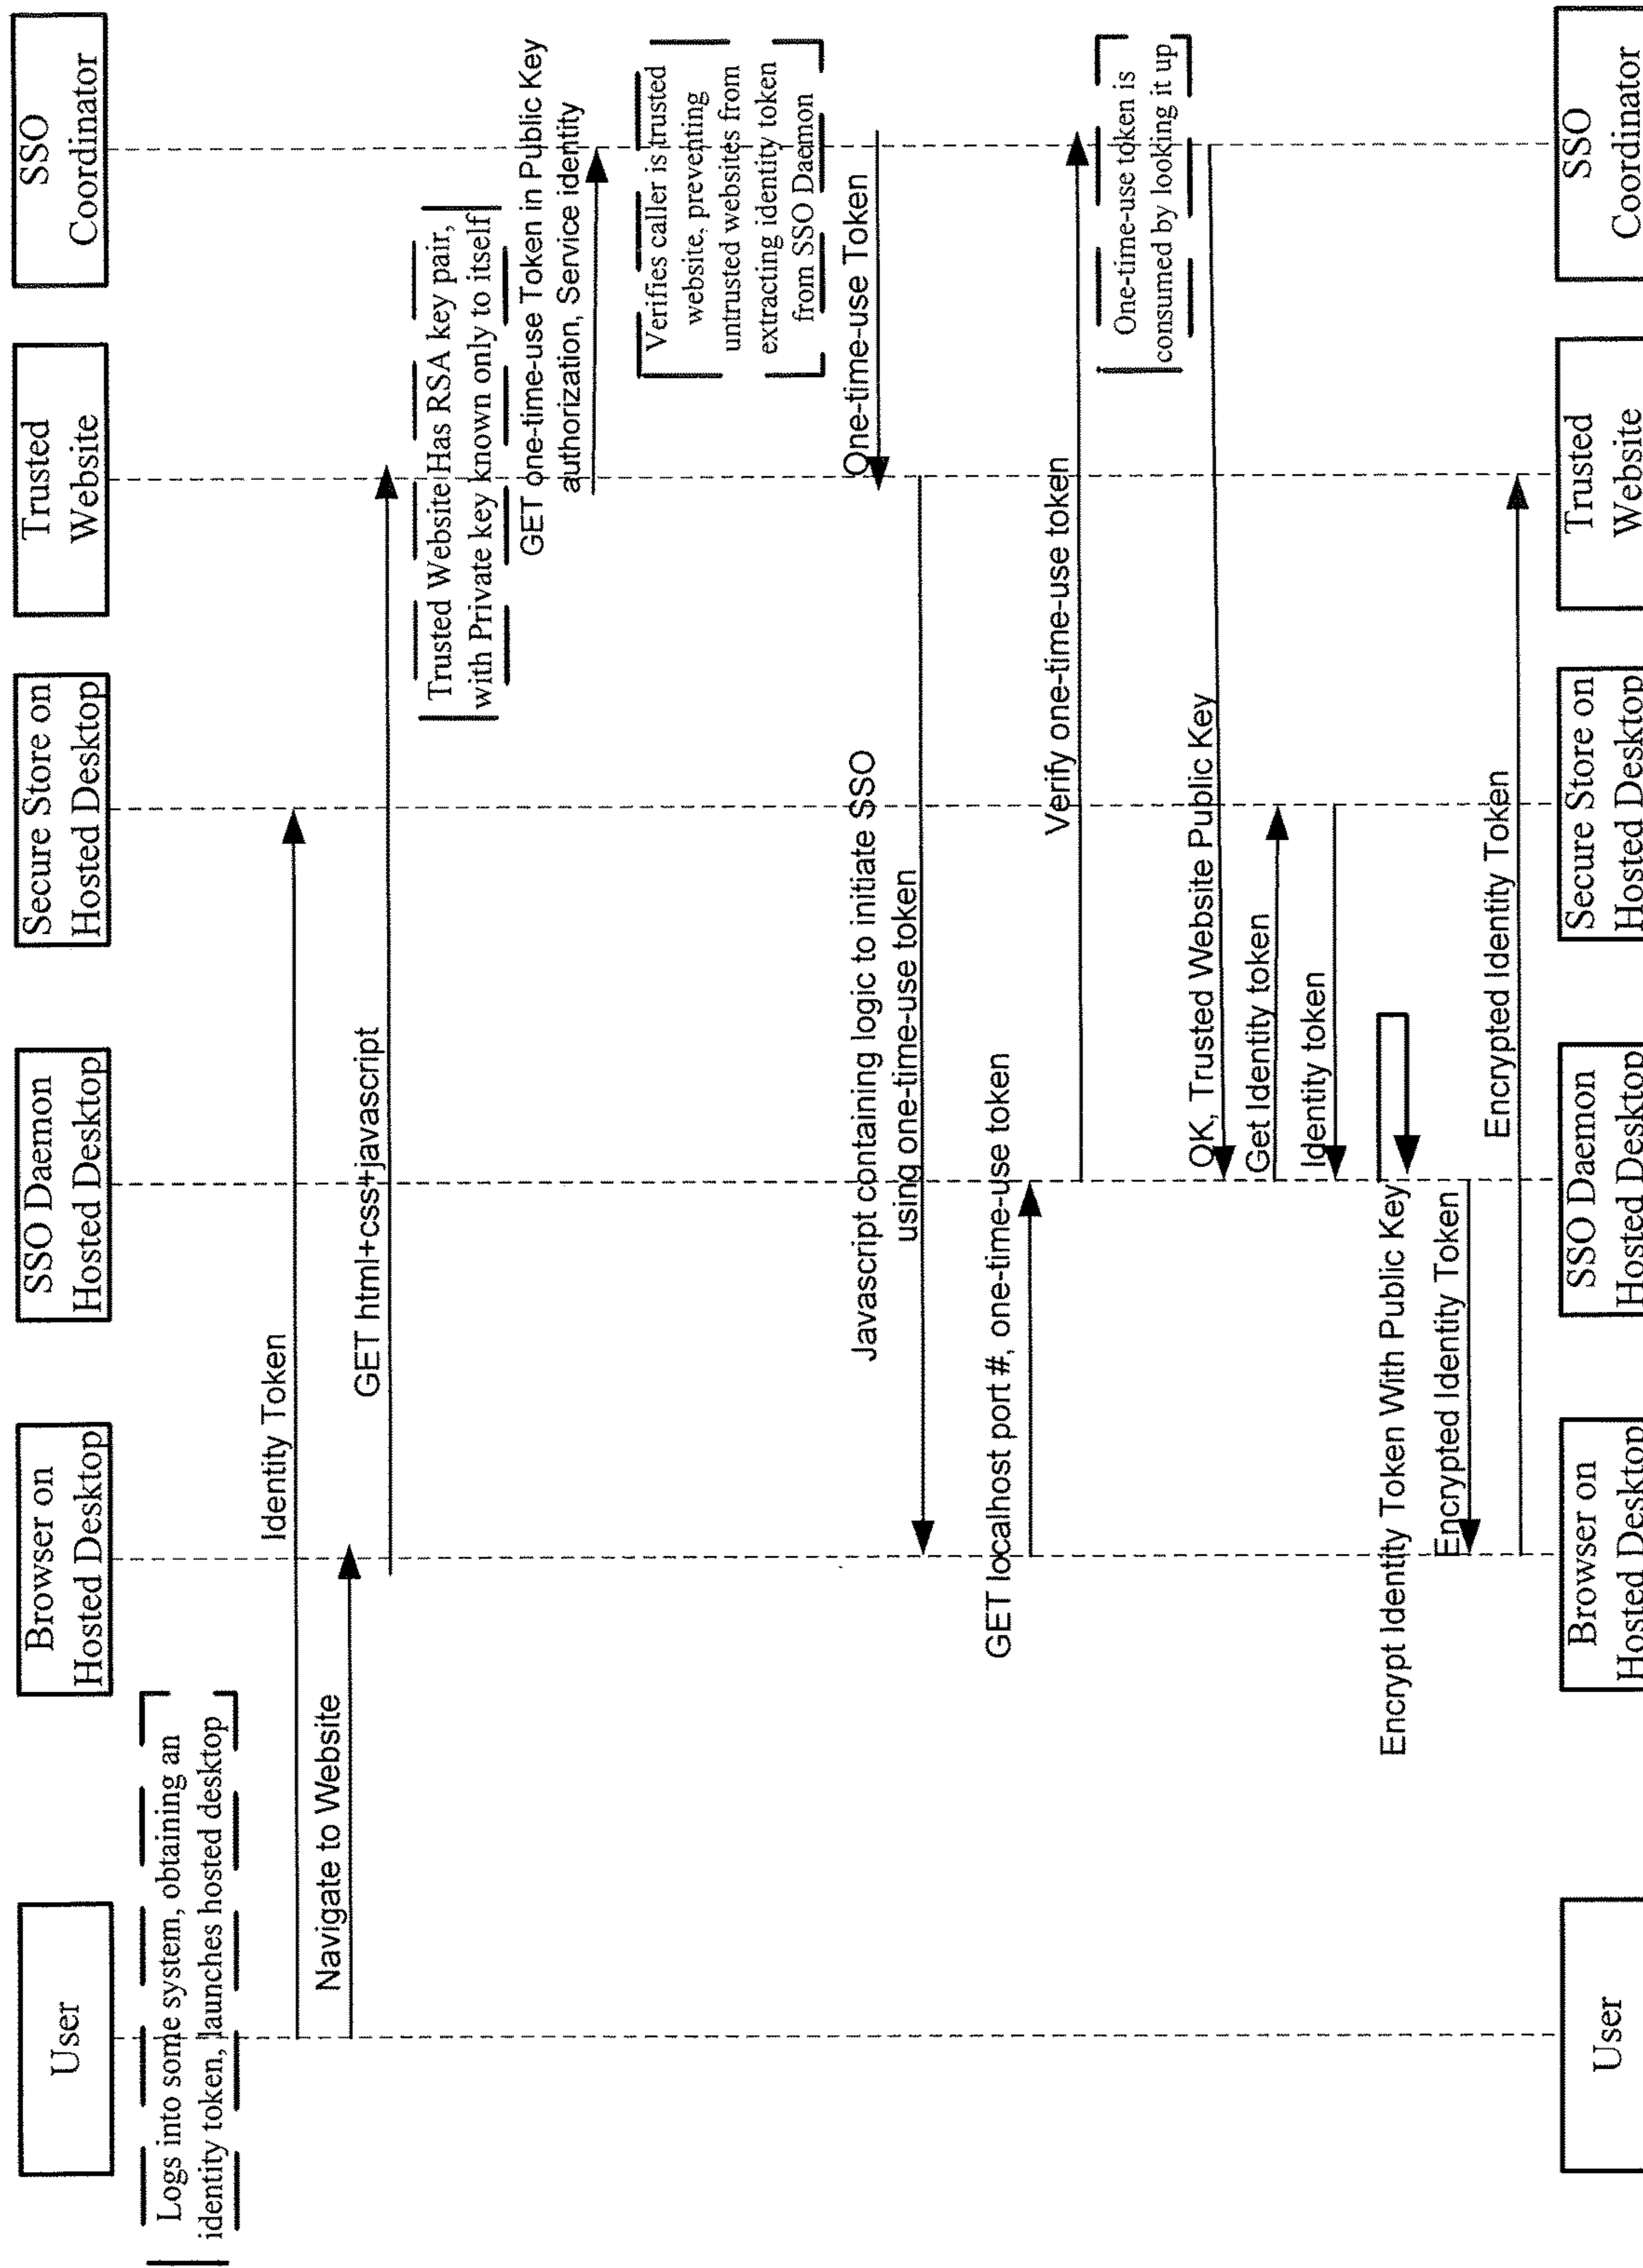 User
Browser on
Hosted Desktop
SSO Daemon
Hosted Desktop
Secure Store on
Hosted Desktop
Trusted
Website
SSO
Coordinator
Logs into some system, obtaining an
identity token, launches hosted desktop
Identity Token
Navigate to Website
GET html+css+javascript
Trusted Website Has RSA key pair,
with Private key known only to itself
GET one-time-use Token in Public Key
authorization, Service identity
Verifies caller is trusted
website, preventing
untrusted websites from
extracting identity token
from SSO Daemon
One-time-use Token
Javascript containing logic to initiate SSO
using one-time-use token
GET localhost port #, one-time-use token
Verify one-time-use token
One-time-use token is
consumed by looking it up
OK, Trusted Website Public Key
Get Identity token
Identity token
Encrypt Identity Token With Public Key
Encrypted Identity Token
Encrypted Identity Token
User
Browser on
Hosted Desktop
SSO Daemon
Hosted Desktop
Secure Store on
Hosted Desktop
Trusted
Website
SSO
Coordinator